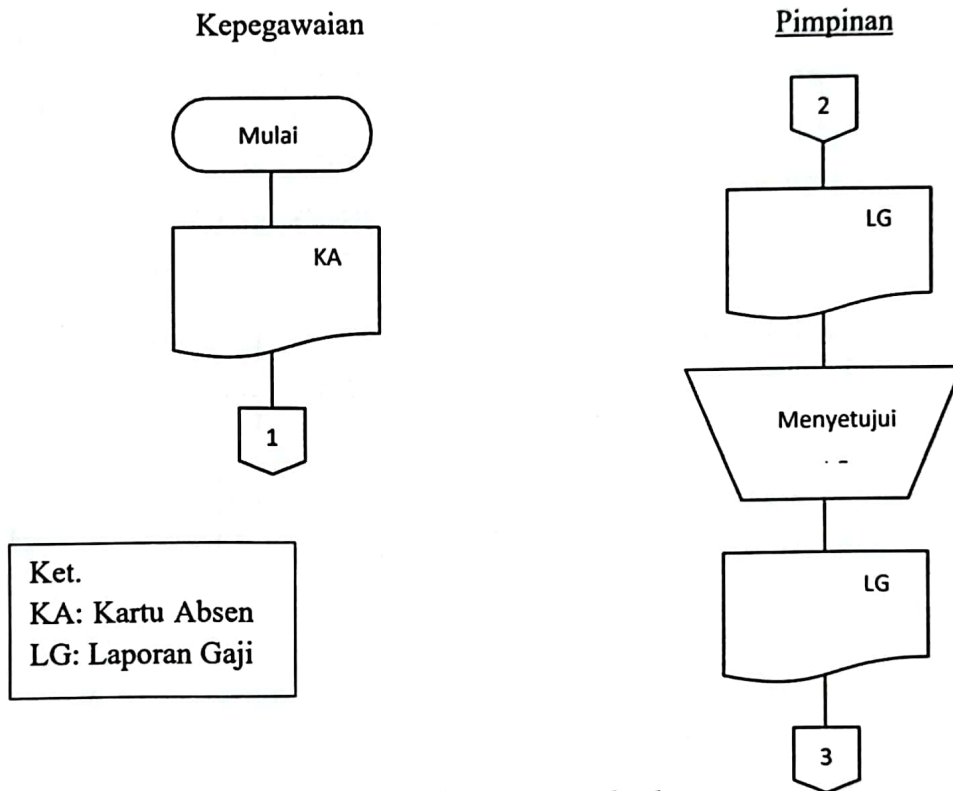 Kepegawaian
Mulai
KA
1
Ket.
KA: Kartu Absen
LG: Laporan Gaji
Pimpinan
2
LG
Menyetujui
LG
3